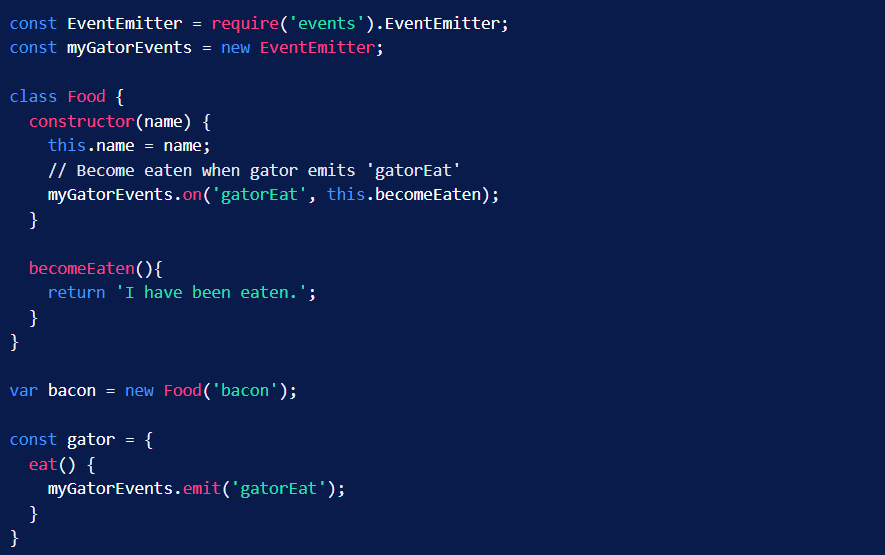 const EventEmitter = require('events').EventEmitter;
const myGatorEvents = new EventEmitter;

class Food {
  constructor(name) {
    this.name = name;
    // Become eaten when gator emits 'gatorEat'
    myGatorEvents.on('gatorEat', this.becomeEaten);
  }

  becomeEaten(){
    return 'I have been eaten.';
  }
}

var bacon = new Food('bacon');

const gator = {
  eat() {
    myGatorEvents.emit('gatorEat');
  }
}